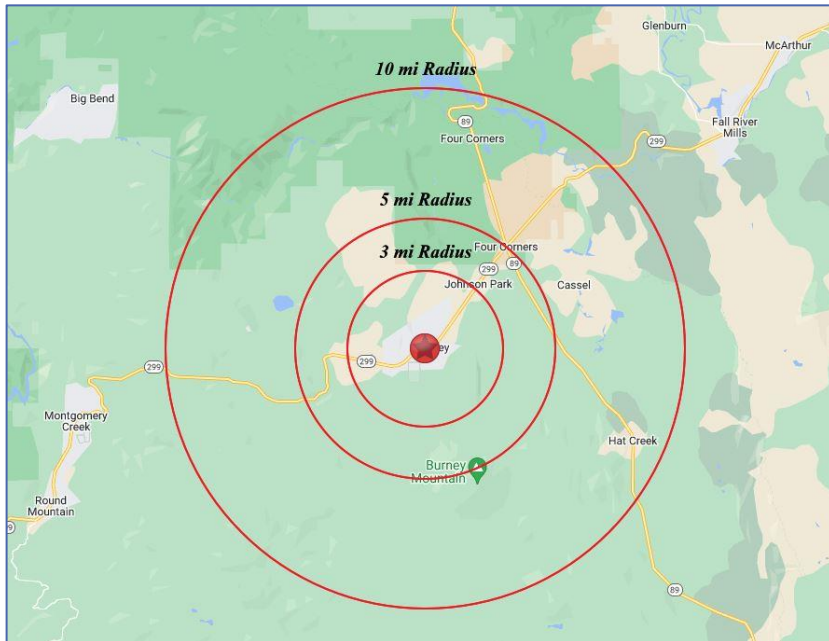 Glenburn
McArthur
10 mi Radius
Big Bend
89
Four Corners
Fall River
Mills
299
5 mi Radius
3 mi Radius
Four Corners
299
89
Johnson Park
Cassel
299
299
Montgomery
Creek
Hat Creek
Burney
Mountain
Round
Mountain
89